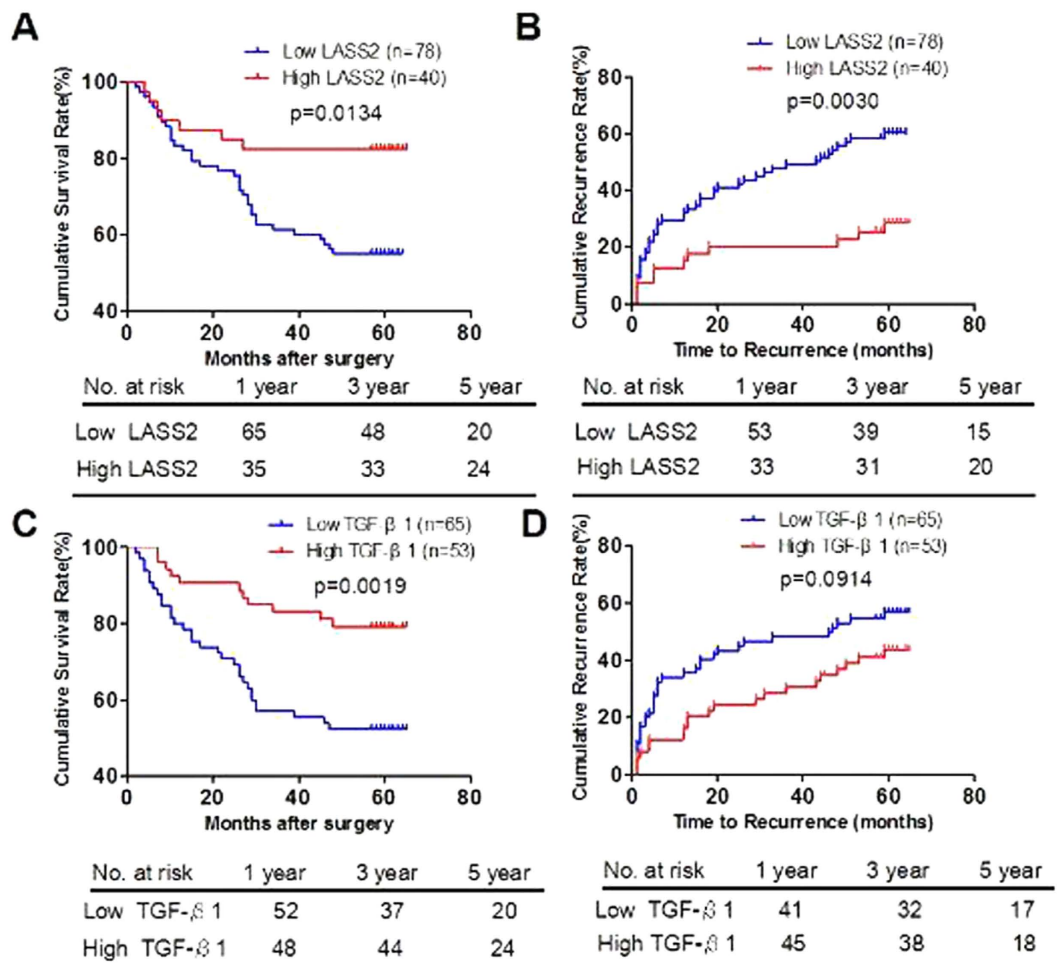 A
Low LASS2 (n=78)
High LASS2 (n=40)
p=0.0134
Cumulative Survival Rate(%)
100
80
60
40
0 20 40 60 80
Months after surgery
No. at risk 1 year 3 year 5 year
Low LASS2 65 48 20
High LASS2 35 33 24
B
Low LASS2 (n=78)
High LASS2 (n=40)
p=0.0030
Cumulative Recurrence Rate(%)
80
60
40
20
0
0 20 40 60 80
Time to Recurrence (months)
No. at risk 1 year 3 year 5 year
Low LASS2 53 39 15
High LASS2 33 31 20
C
Low TGF-β 1 (n=65)
High TGF-β 1 (n=53)
p=0.0019
Cumulative Survival Rate(%)
100
80
60
40
0 20 40 60 80
Months after surgery
No. at risk 1 year 3 year 5 year
Low TGF-β 1 52 37 20
High TGF-β 1 48 44 24
D
Low TGF-β 1 (n=65)
High TGF-β 1 (n=53)
p=0.0914
Cumulative Recurrence Rate(%)
80
60
40
20
0
0 20 40 60 80
Time to Recurrence (months)
No. at risk 1 year 3 year 5 year
Low TGF-β 1 41 32 17
High TGF-β 1 45 38 18